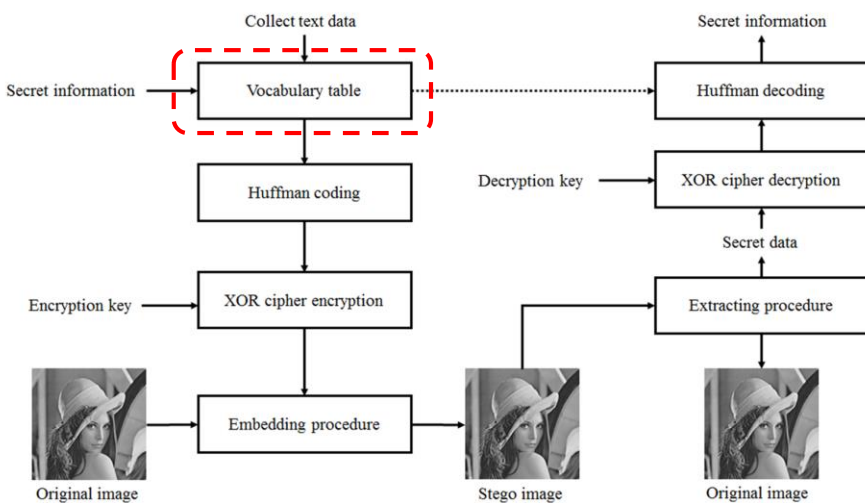 Collect text data
Secret information
Vocabulary table
Huffman coding
Encryption key
XOR cipher encryption
Original image
Embedding procedure
Stego image
Secret information
Huffman decoding
Decryption key
XOR cipher decryption
Secret data
Extracting procedure
Original image